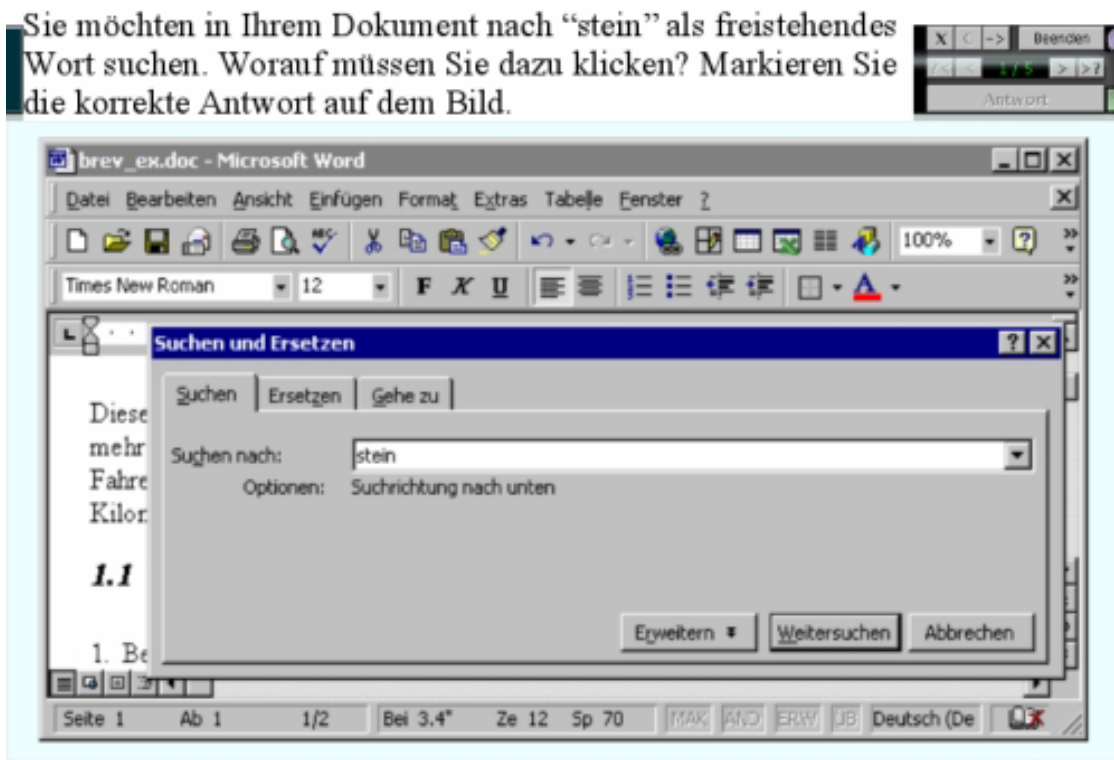 Sie möchten in Ihrem Dokument nach “stein” als freistehendes
Wort suchen. Worauf müssen Sie dazu klicken? Markieren Sie
die korrekte Antwort auf dem Bild.
X C -> Beenden
?< < 1/5 > >?
Antwort
brev_ex.doc - Microsoft Word
Datei Bearbeiten Ansicht Einfügen Format Extras Tabelle Fenster ?
ABC 100%
Times New Roman 12 F K U A
Suchen und Ersetzen
Suchen Ersetzen Gehe zu
Suchen nach: stein
Optionen: Suchrichtung nach unten
Erweitern Weitersuchen Abbrechen
Diese
mehr
Fahre
Kilom
1.1
1. Be
Seite 1 Ab 1 1/2 Bei 3.4" Ze 12 Sp 70 MAK ÄND ERW ÜB Deutsch (De